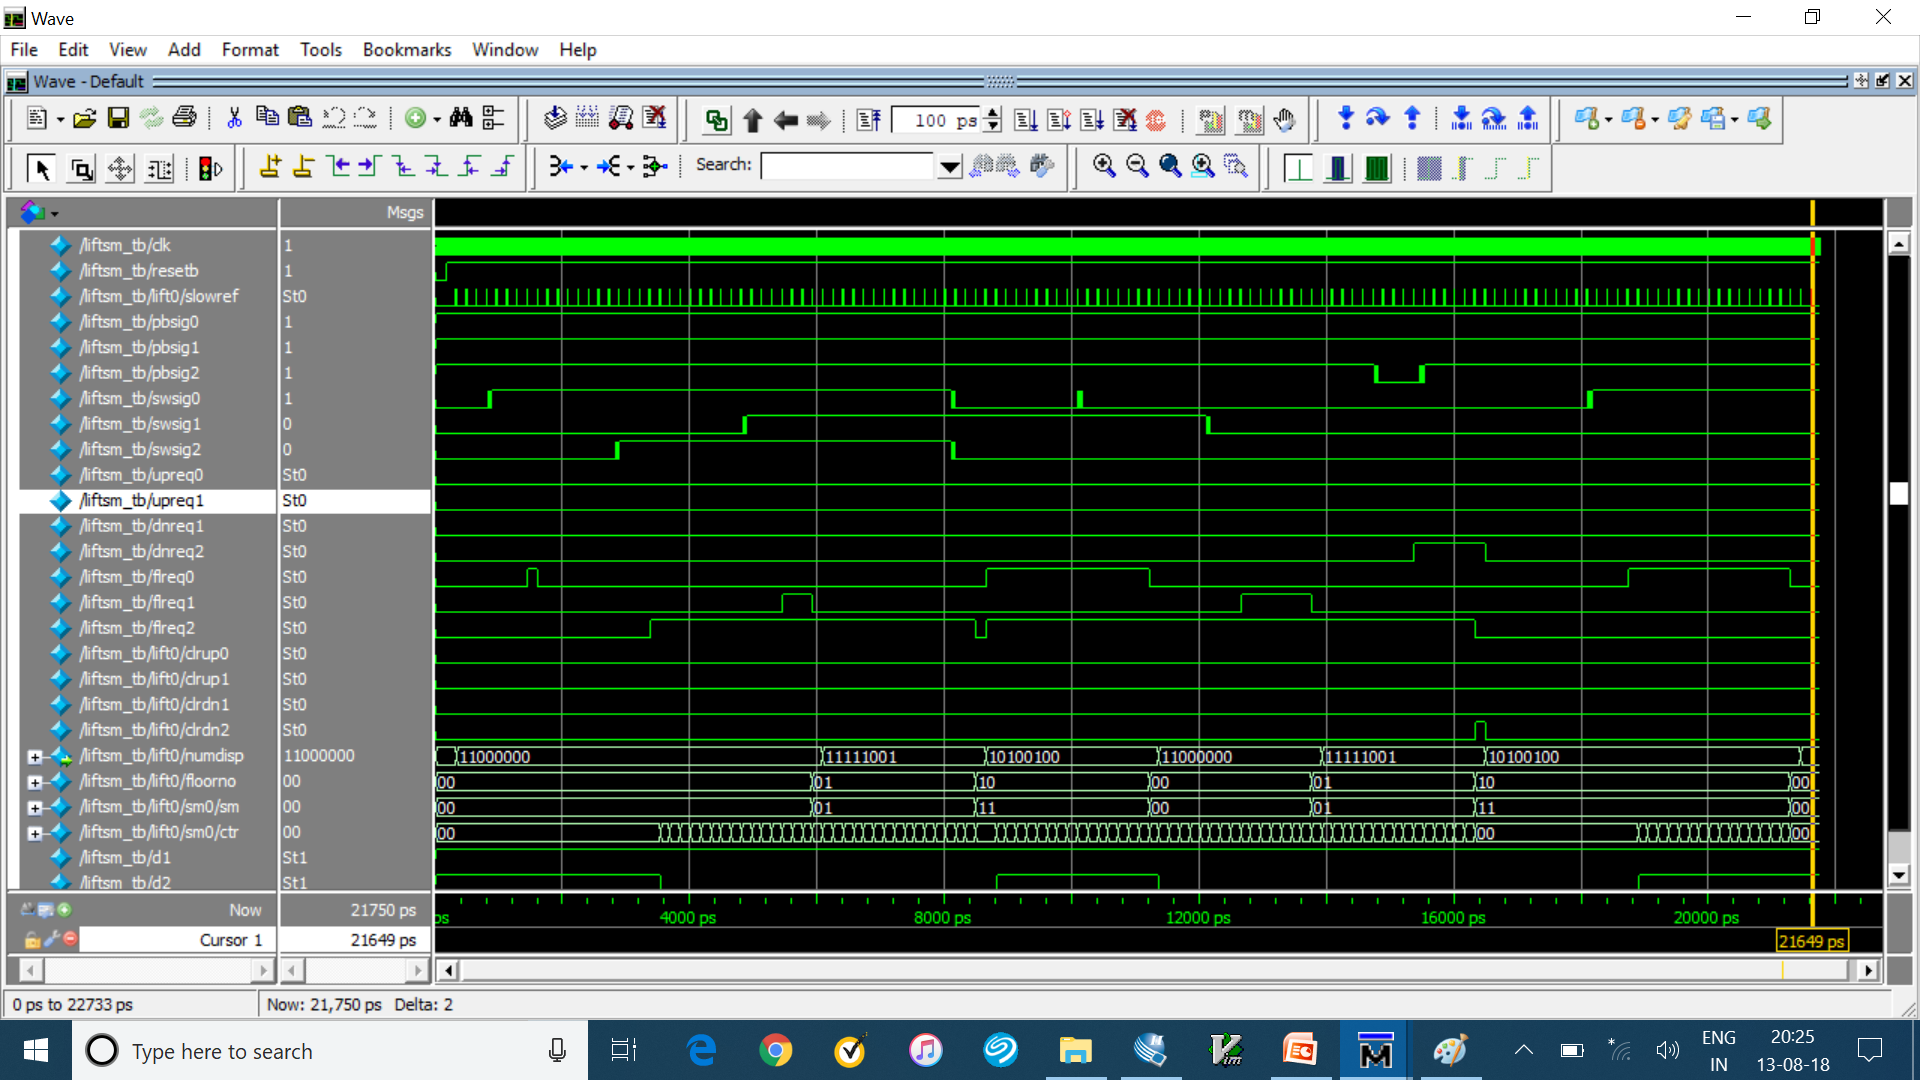 Wave
File Edit View Add Format Tools Bookmarks Window Help
Wave - Default
100 ps
Search:
Msgs
/liftsm_tb/clk 1
/liftsm_tb/resetb 1
/liftsm_tb/lift0/slowref St0
/liftsm_tb/pbsig0 1
/liftsm_tb/pbsig1 1
/liftsm_tb/pbsig2 1
/liftsm_tb/swsig0 1
/liftsm_tb/swsig1 0
/liftsm_tb/swsig2 0
/liftsm_tb/upreq0 St0
/liftsm_tb/upreq1 St0
/liftsm_tb/dnreq1 St0
/liftsm_tb/dnreq2 St0
/liftsm_tb/flreq0 St0
/liftsm_tb/flreq1 St0
/liftsm_tb/flreq2 St0
/liftsm_tb/lift0/clrup0 St0
/liftsm_tb/lift0/clrup1 St0
/liftsm_tb/lift0/clrdn1 St0
/liftsm_tb/lift0/clrdn2 St0
/liftsm_tb/lift0/numdisp 11000000 11000000 11111001 10100100 11000000 11111001 10100100
/liftsm_tb/lift0/floorno 00 00 01 10 00 01 10 00
/liftsm_tb/lift0/sm0/sm 00 00 01 11 00 01 11 00
/liftsm_tb/lift0/sm0/ctr 00 00 00 00
/liftsm_tb/d1 St1
/liftsm_tb/d2 St1
Now 21750 ps ps 4000 ps 8000 ps 12000 ps 16000 ps 20000 ps
Cursor 1 21649 ps 21649 ps
0 ps to 22733 ps Now: 21,750 ps Delta: 2
Type here to search ENG 20:25
IN 13-08-18